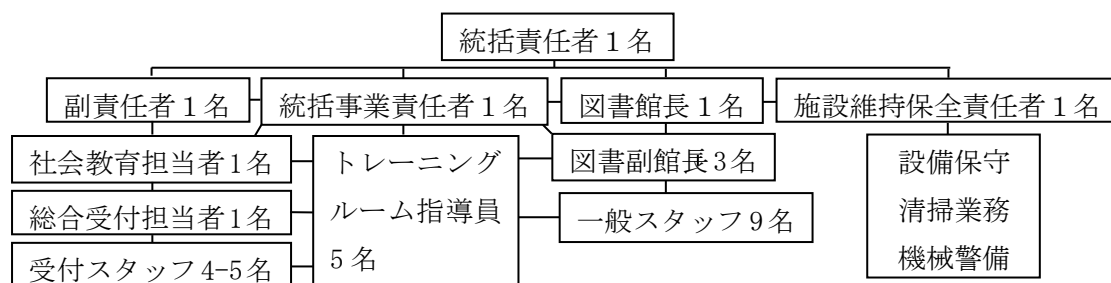 統括責任者1名
副責任者1名
統括事業責任者1名
図書館長1名
施設維持保全責任者1名
社会教育担当者1名
総合受付担当者1名
受付スタッフ4-5名
トレーニング
ルーム指導員
5名
図書副館長3名
一般スタッフ9名
設備保守
清掃業務
機械警備